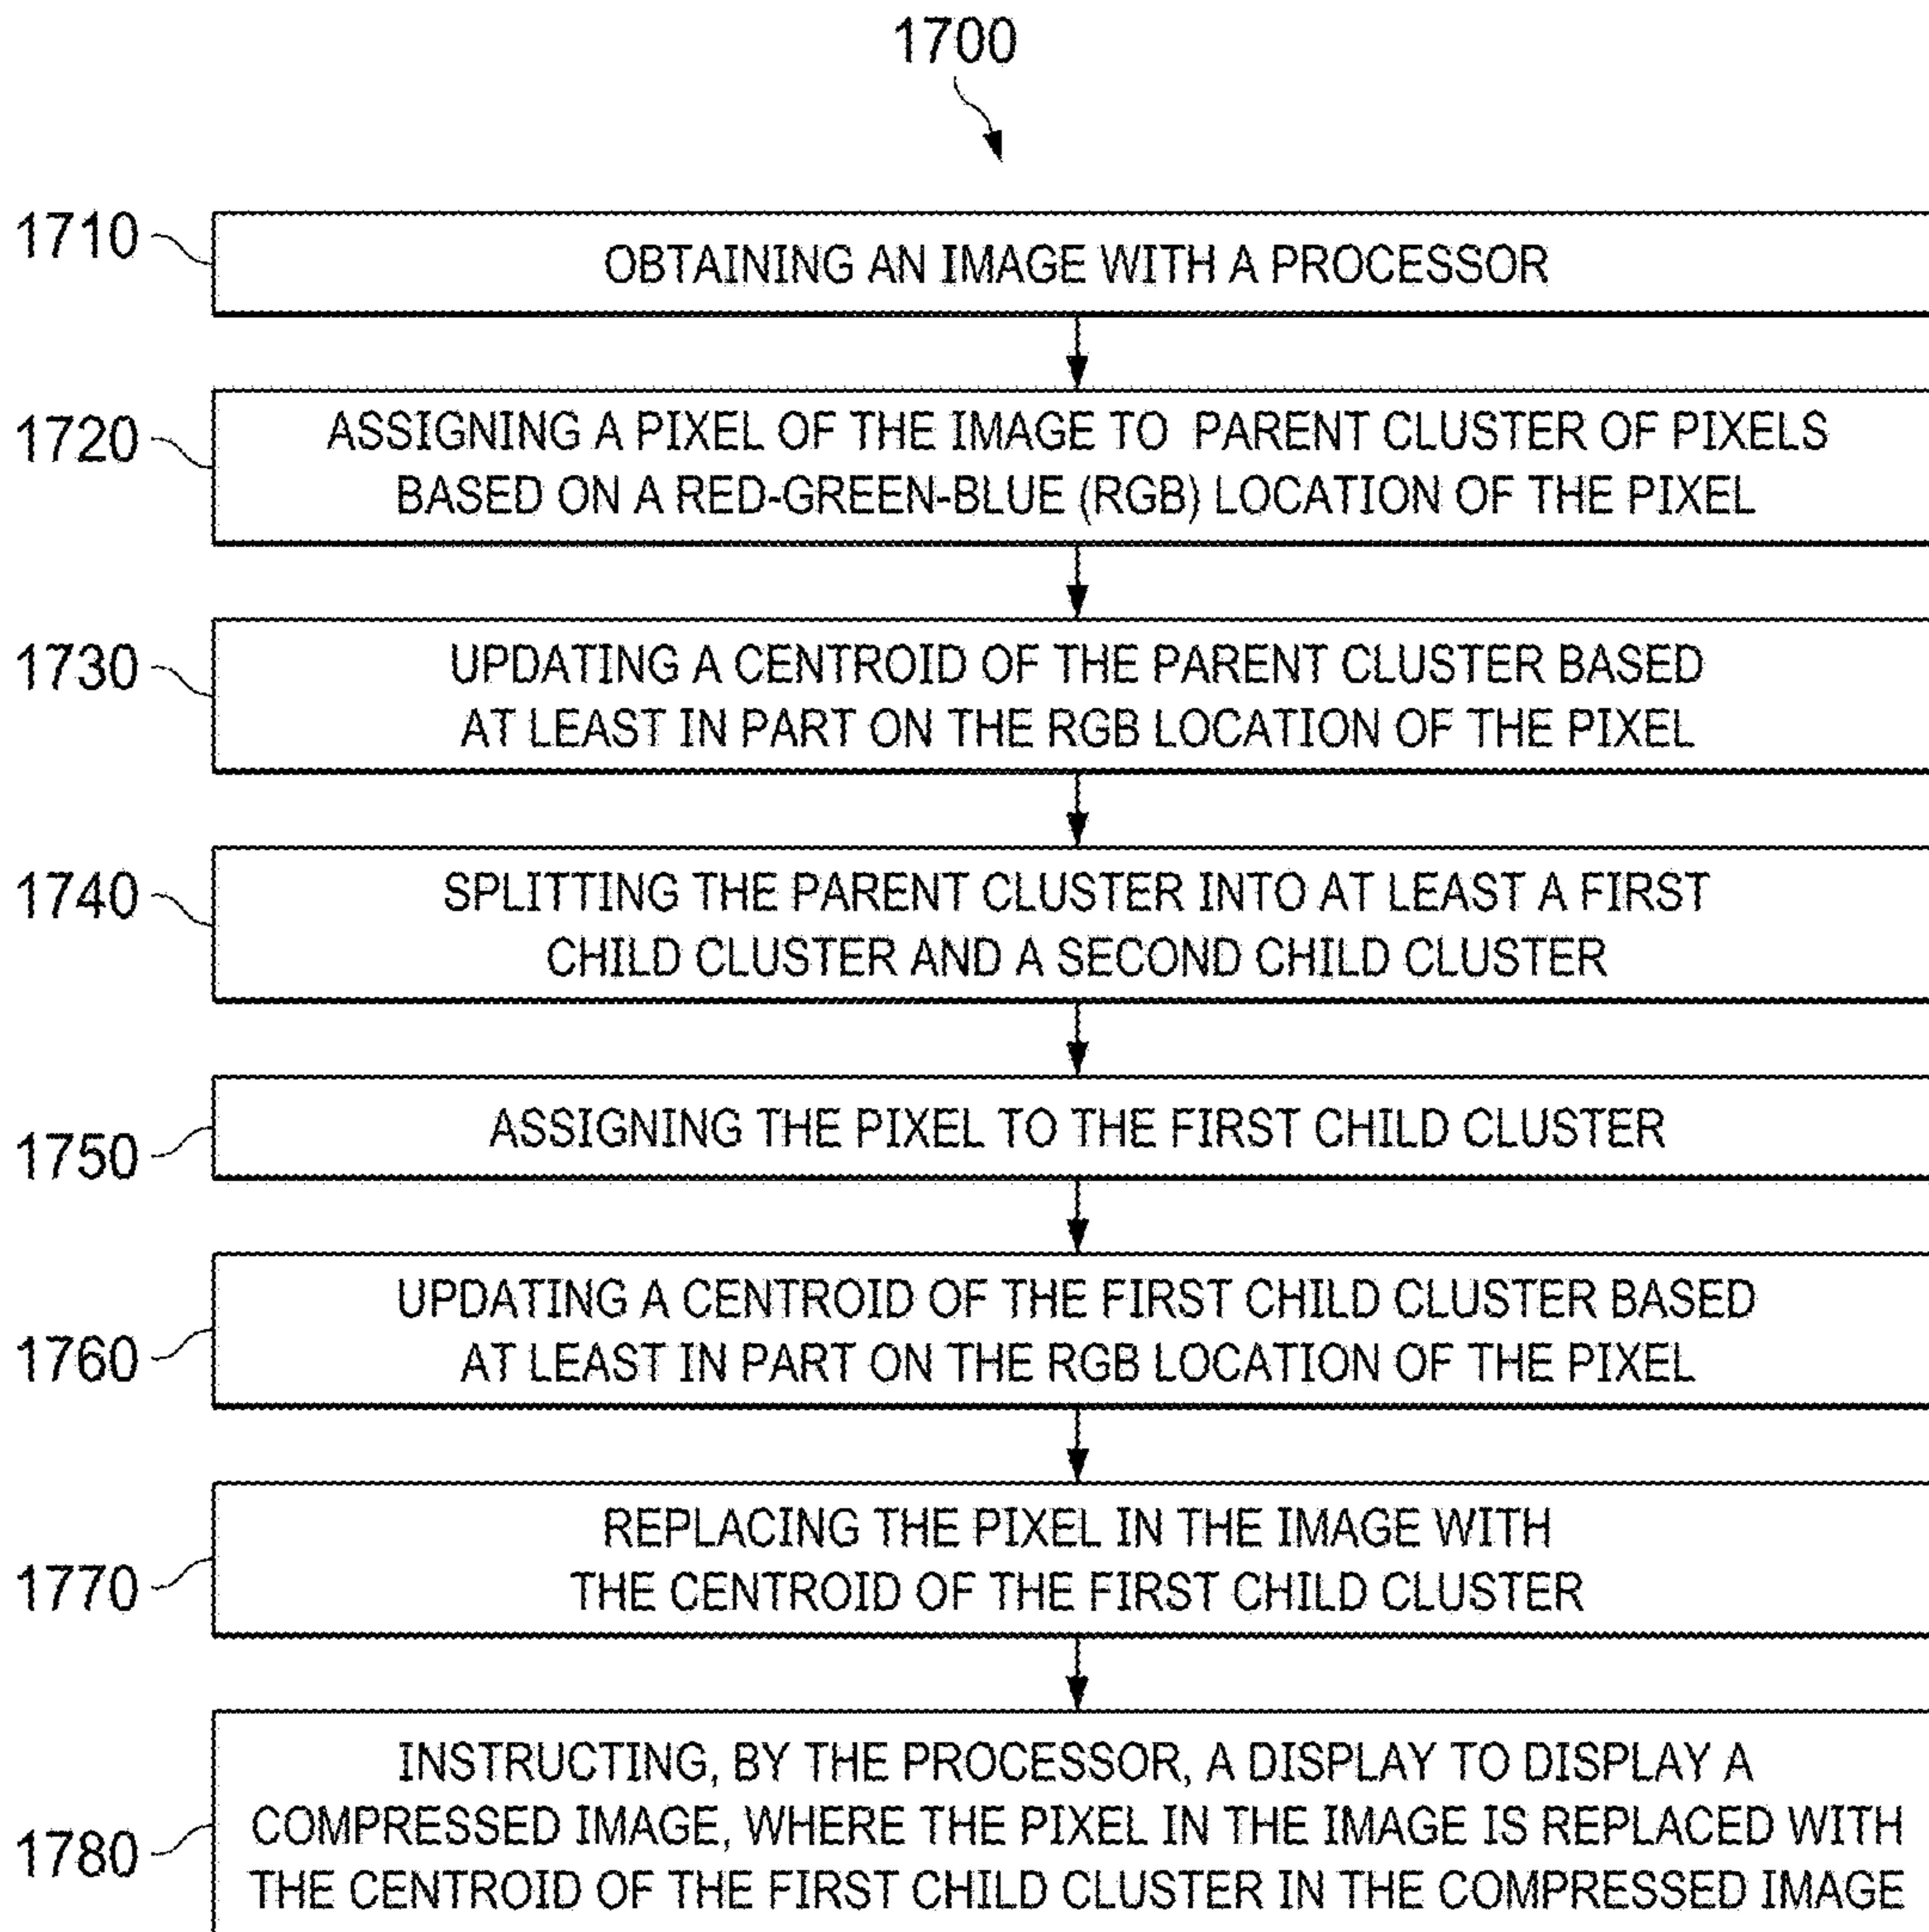 1700
1710
OBTAINING AN IMAGE WITH A PROCESSOR
1720
ASSIGNING A PIXEL OF THE IMAGE TO PARENT CLUSTER OF PIXELS
BASED ON A RED-GREEN-BLUE (RGB) LOCATION OF THE PIXEL
1730
UPDATING A CENTROID OF THE PARENT CLUSTER BASED
AT LEAST IN PART ON THE RGB LOCATION OF THE PIXEL
1740
SPLITTING THE PARENT CLUSTER INTO AT LEAST A FIRST
CHILD CLUSTER AND A SECOND CHILD CLUSTER
1750
ASSIGNING THE PIXEL TO THE FIRST CHILD CLUSTER
1760
UPDATING A CENTROID OF THE FIRST CHILD CLUSTER BASED
AT LEAST IN PART ON THE RGB LOCATION OF THE PIXEL
1770
REPLACING THE PIXEL IN THE IMAGE WITH
THE CENTROID OF THE FIRST CHILD CLUSTER
1780
INSTRUCTING, BY THE PROCESSOR, A DISPLAY TO DISPLAY A
COMPRESSED IMAGE, WHERE THE PIXEL IN THE IMAGE IS REPLACED WITH
THE CENTROID OF THE FIRST CHILD CLUSTER IN THE COMPRESSED IMAGE